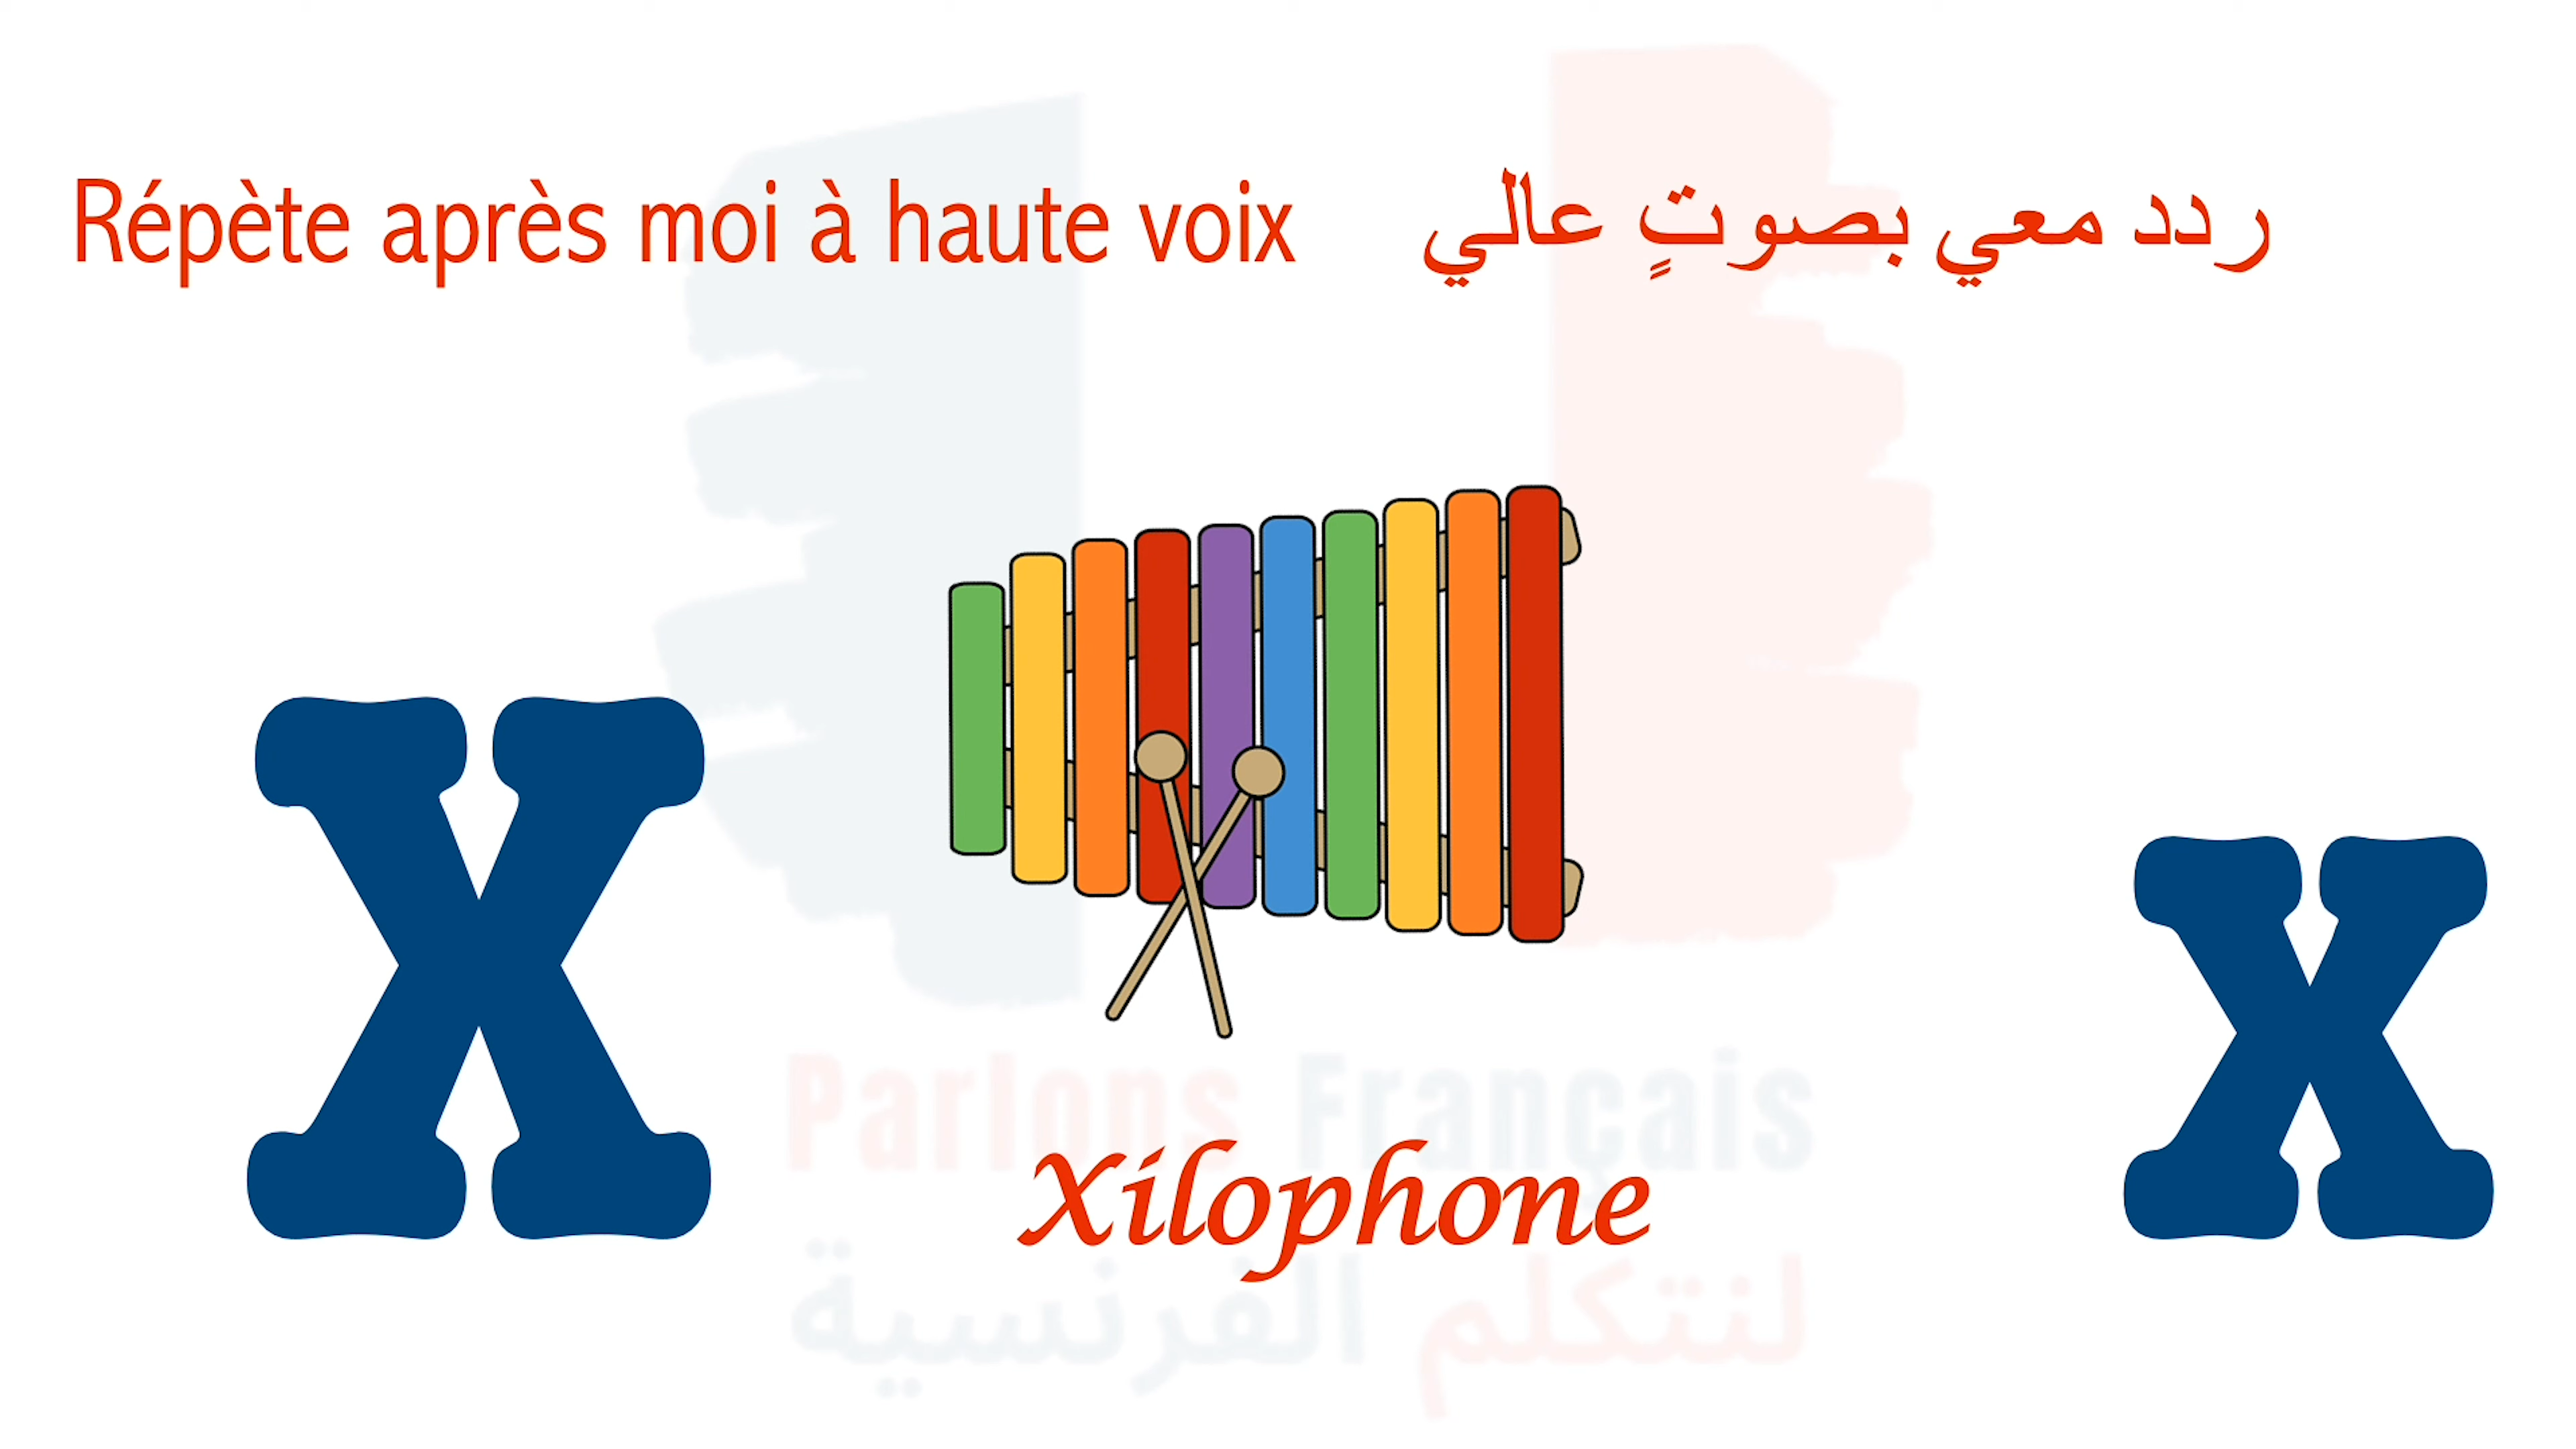 Répète après moi à haute voix
ردد معي بصوتٍ عالي
X
x
Parlons Français
Xilophone
لنتكلم الفرنسية